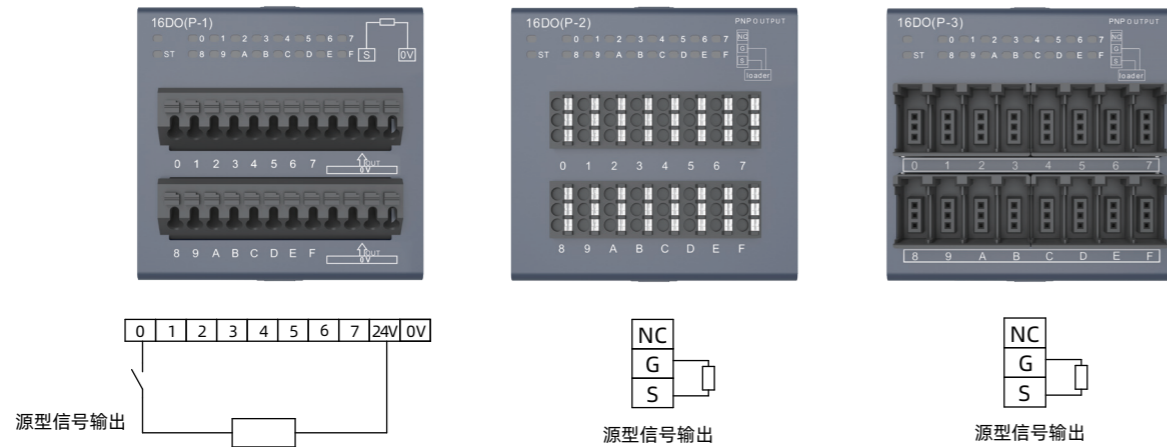 16DO(P-1)
0 1 2 3 4 5 6 7
ST 8 9 A B C D E F
S 0V
0 1 2 3 4 5 6 7
0V
8 9 A B C D E F
0V
16DO(P-2)
PNP OUTPUT
0 1 2 3 4 5 6 7
ST 8 9 A B C D E F
NC
G
S
loader
0 1 2 3 4 5 6 7
8 9 A B C D E F
16DO(P-3)
PNP OUTPUT
0 1 2 3 4 5 6 7
ST 8 9 A B C D E F
NC
G
S
loader
0 1 2 3 4 5 6 7
8 9 A B C D E F
0 1 2 3 4 5 6 7 24V 0V
源型信号输出
NC
G
S
源型信号输出
NC
G
S
源型信号输出